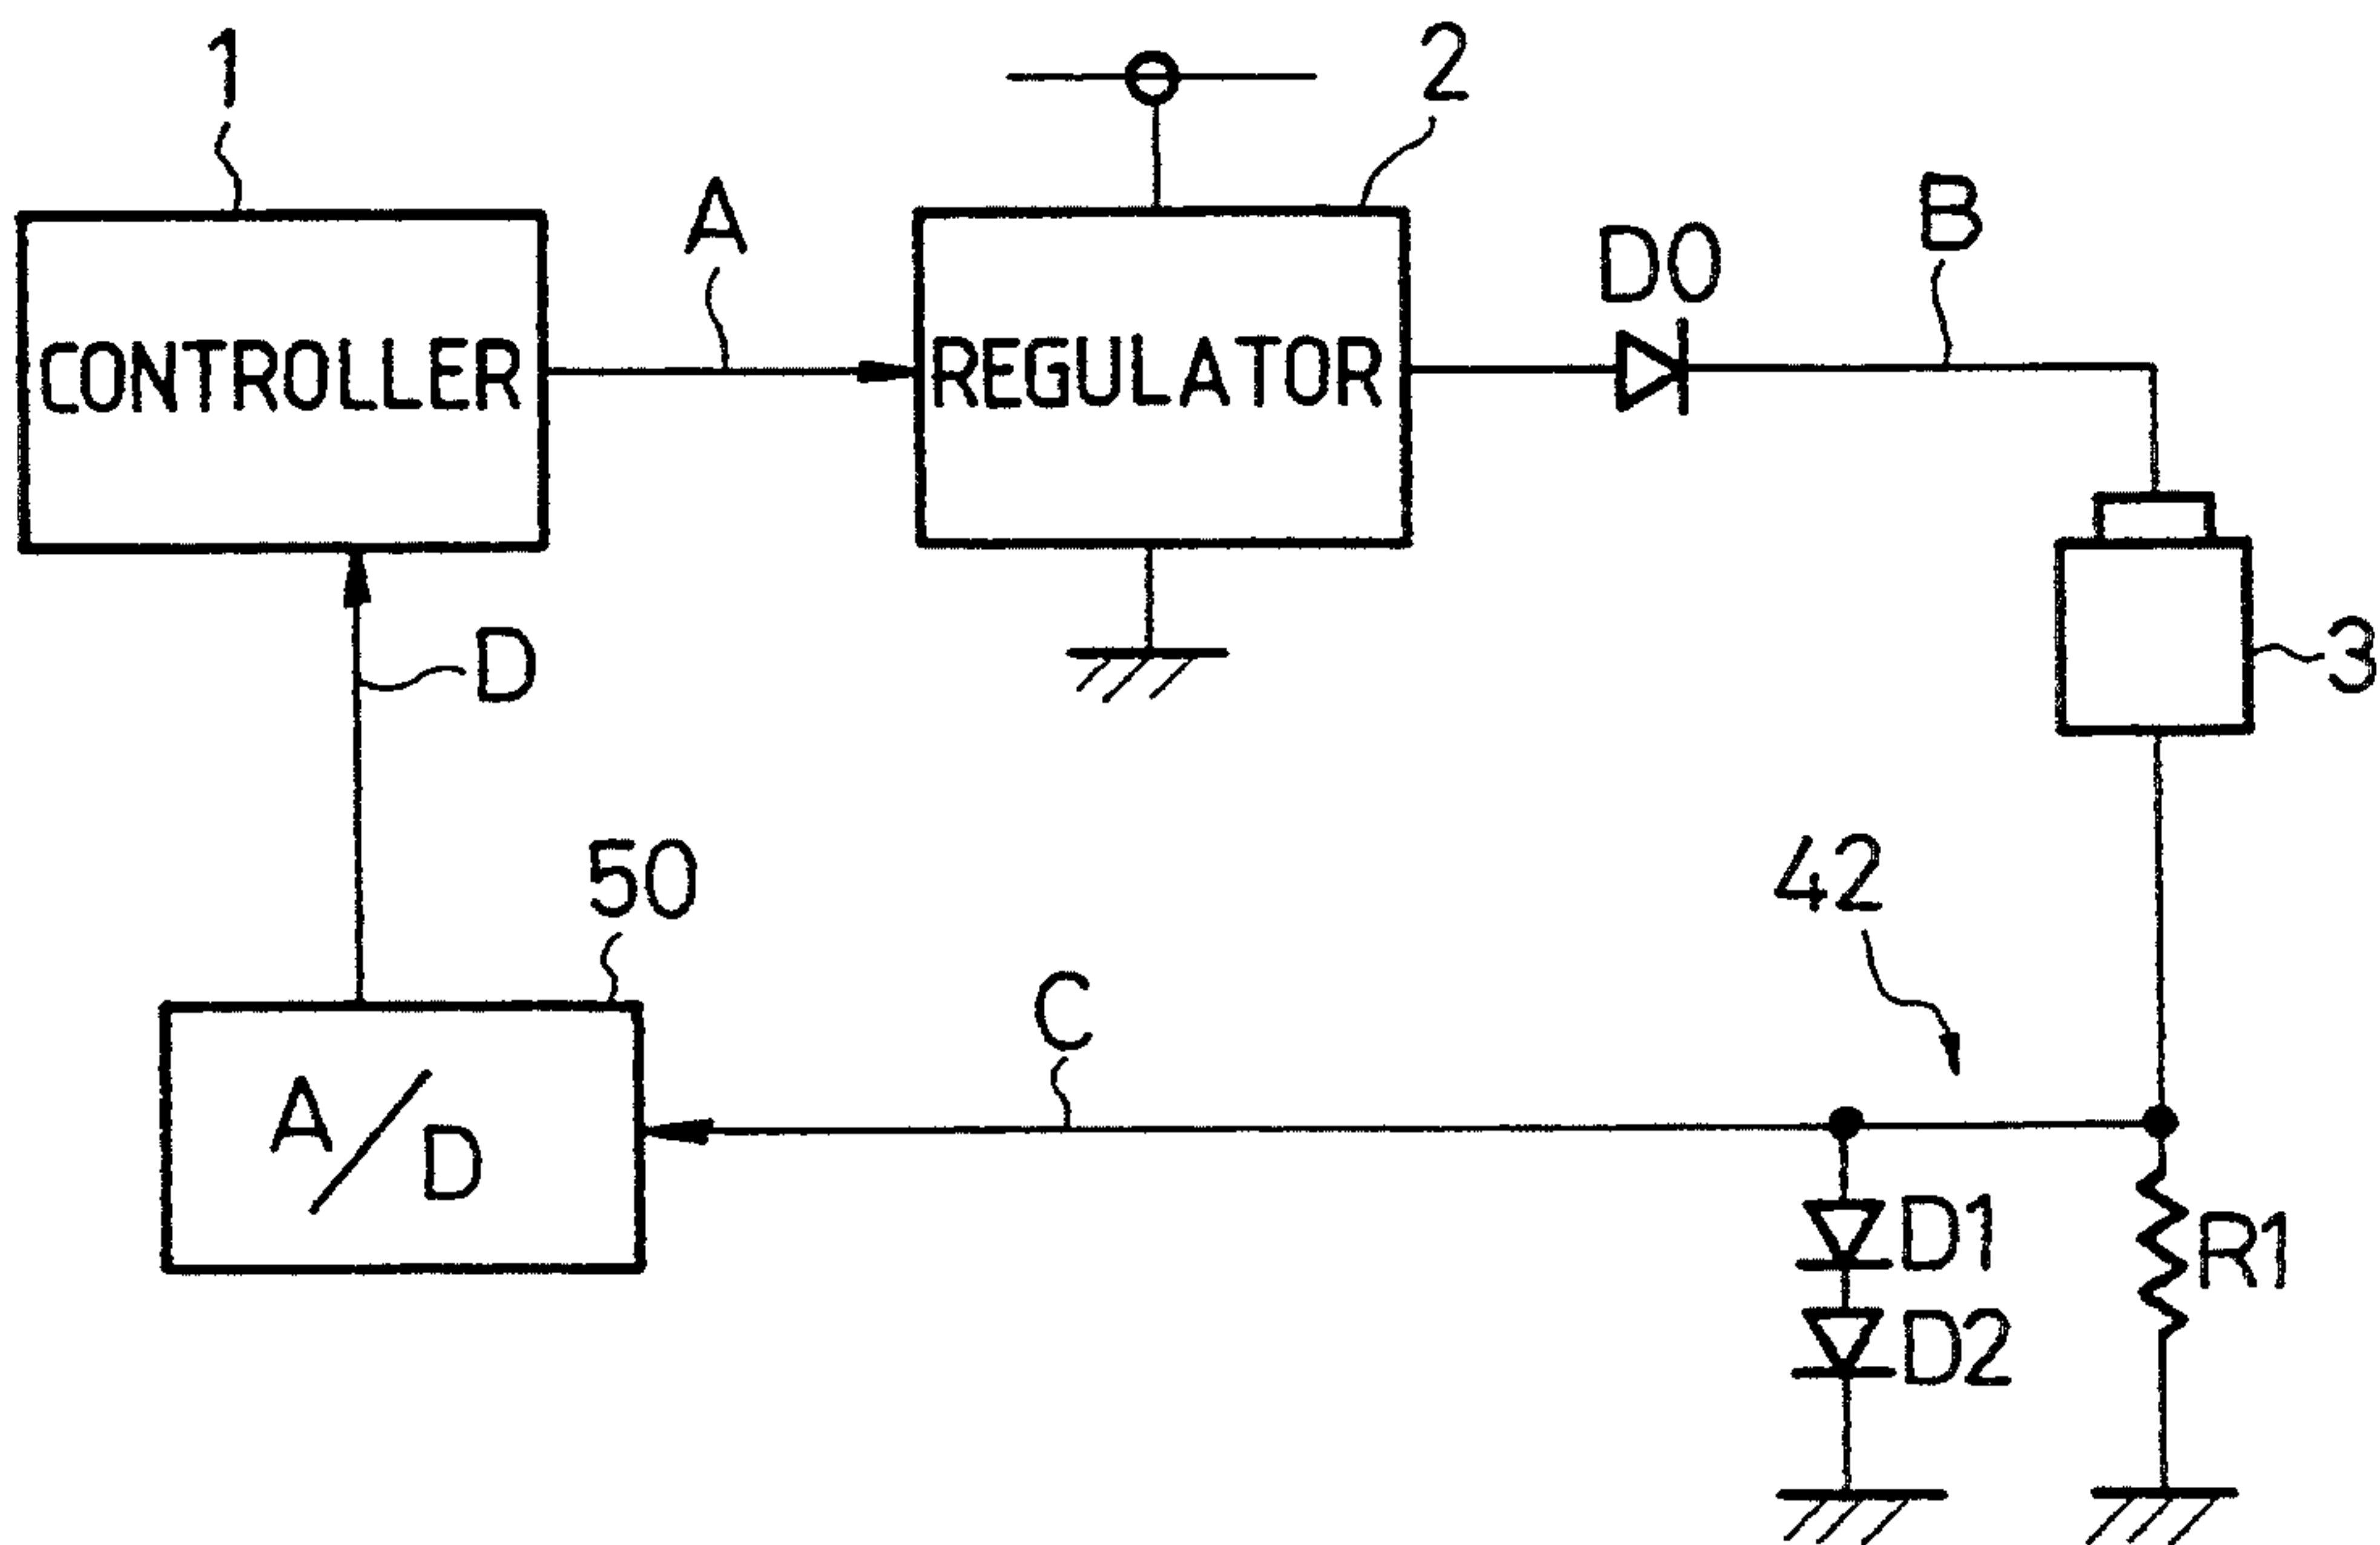 1
2
A
B
D0
CONTROLLER
REGULATOR
3
D
50
42
C
A/D
D1
R1
D2